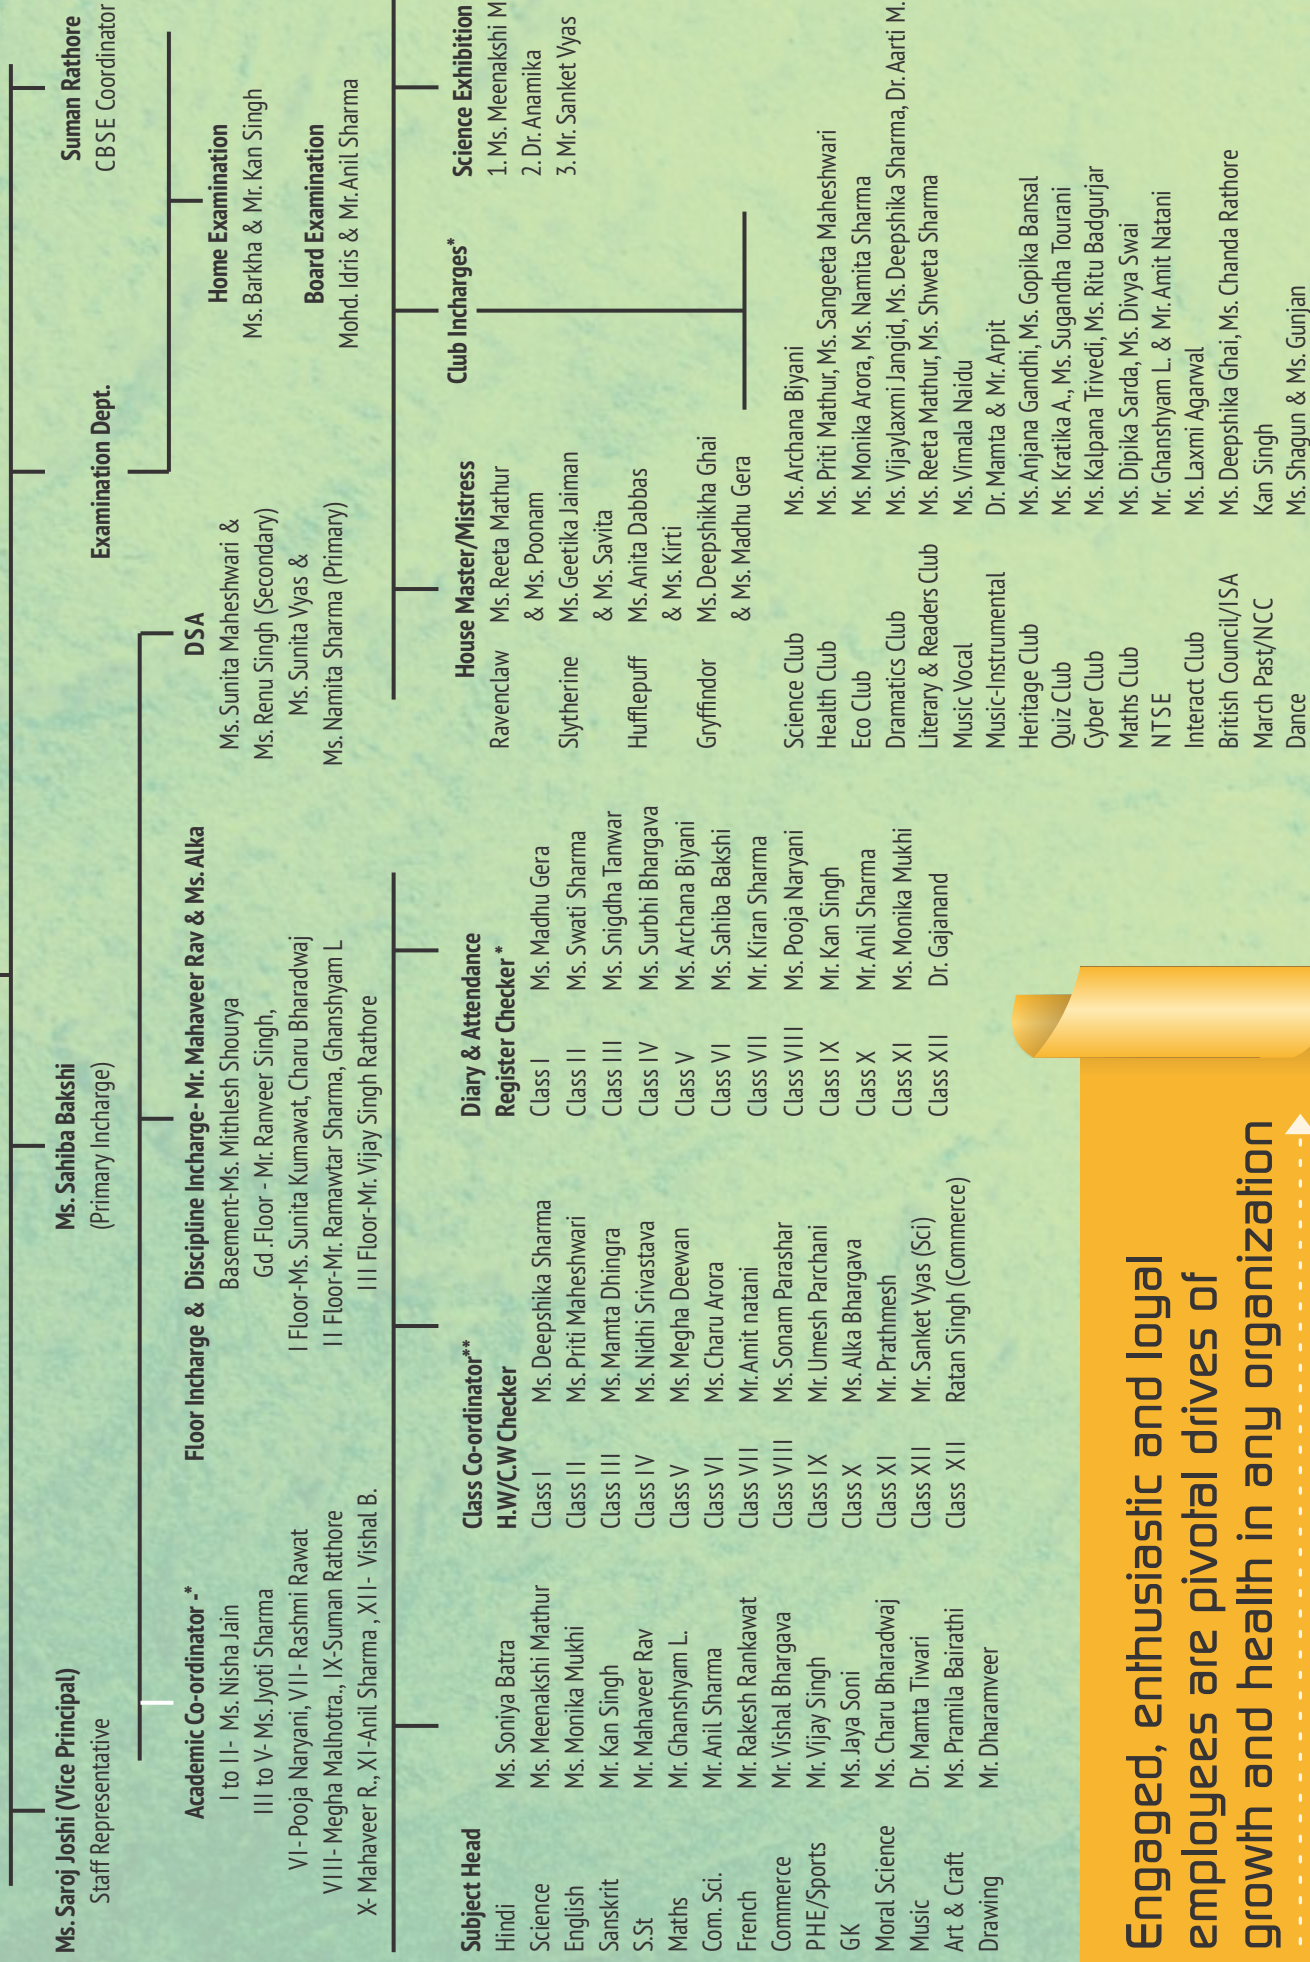 Ms. Saroj Joshi (Vice Principal)
Staff Representative
Ms. Sahiba Bakshi
(Primary Incharge)
Examination Dept.
Suman Rathore
CBSE Coordinator
Home Examination
Ms. Barkha & Mr. Kan Singh
Board Examination
Mohd. Idris & Mr. Anil Sharma
Academic Co-ordinator -*
I to II- Ms. Nisha Jain
III to V- Ms. Jyoti Sharma
VI- Pooja Naryani, VII- Rashmi Rawat
VIII- Megha Malhotra., IX-Suman Rathore
X- Mahaveer R., XI-Anil Sharma , XII- Vishal B.
Floor Incharge & Discipline Incharge- Mr. Mahaveer Rav & Ms. Alka
Basement-Ms. Mithlesh Shourya
Gd .Floor - Mr. Ranveer Singh,
I Floor-Ms. Sunita Kumawat, Charu Bharadwaj
II Floor-Mr. Ramawtar Sharma, Ghanshyam L
III Floor-Mr. Vijay Singh Rathore
DSA
Ms. Sunita Maheshwari &
Ms. Renu Singh (Secondary)
Ms. Sunita Vyas &
Ms. Namita Sharma (Primary)
Subject Head
Hindi Ms. Soniya Batra
Science Ms. Meenakshi Mathur
English Ms. Monika Mukhi
Sanskrit Mr. Kan Singh
S.St Mr. Mahaveer Rav
Maths Mr. Ghanshyam L.
Com. Sci. Mr. Anil Sharma
French Mr. Rakesh Rankawat
Commerce Mr. Vishal Bhargava
PHE/Sports Mr. Vijay Singh
GK Ms. Jaya Soni
Moral Science Ms. Charu Bharadwaj
Music Dr. Mamta Tiwari
Art & Craft Ms. Pramila Bairathi
Drawing Mr. Dharamveer
Class Co-ordinator**
H.W/C.W Checker
Class I Ms. Deepshika Sharma
Class II Ms. Priti Maheshwari
Class III Ms. Mamta Dhingra
Class IV Ms. Nidhi Srivastava
Class V Ms. Megha Deewan
Class VI Ms. Charu Arora
Class VII Mr. Amit natani
Class VIII Ms. Sonam Parashar
Class IX Mr. Umesh Parchani
Class X Ms. Alka Bhargava
Class XI Mr. Prathmesh
Class XII Mr. Sanket Vyas (Sci)
Class XII Ratan Singh (Commerce)
Diary & Attendance
Register Checker *
Class I Ms. Madhu Gera
Class II Ms. Swati Sharma
Class III Ms. Snigdha Tanwar
Class IV Ms. Surbhi Bhargava
Class V Ms. Archana Biyani
Class VI Ms. Sahiba Bakshi
Class VII Mr. Kiran Sharma
Class VIII Ms. Pooja Naryani
Class IX Mr. Kan Singh
Class X Mr. Anil Sharma
Class XI Ms. Monika Mukhi
Class XII Dr. Gajanand
House Master/Mistress
Ravenclaw Ms. Reeta Mathur
& Ms. Poonam
Slytherine Ms. Geetika Jaiman
& Ms. Savita
Hufflepuff Ms. Anita Dabbas
& Ms. Kirti
Gryffindor Ms. Deepshikha Ghai
& Ms. Madhu Gera
Club Incharges*
Science Exhibition
1. Ms. Meenakshi M
2. Dr. Anamika
3. Mr. Sanket Vyas
Science Club Ms. Archana Biyani
Health Club Ms. Priti Mathur, Ms. Sangeeta Maheshwari
Eco Club Ms. Monika Arora, Ms. Namita Sharma
Dramatics Club Ms. Vijaylaxmi Jangid, Ms. Deepshika Sharma, Dr. Aarti M.
Literary & Readers Club Ms. Reeta Mathur, Ms. Shweta Sharma
Music Vocal Ms. Vimala Naidu
Music-Instrumental Dr. Mamta & Mr. Arpit
Heritage Club Ms. Anjana Gandhi, Ms. Gopika Bansal
Quiz Club Ms. Kratika A., Ms. Sugandha Tourani
Cyber Club Ms. Kalpana Trivedi, Ms. Ritu Badgurjar
Maths Club Ms. Dipika Sarda, Ms. Divya Swai
NTSE Mr. Ghanshyam L. & Mr. Amit Natani
Interact Club Ms. Laxmi Agarwal
British Council/ISA Ms. Deepshika Ghai, Ms. Chanda Rathore
March Past/NCC Kan Singh
Dance Ms. Shagun & Ms. Gunjan
Engaged, enthusiastic and loyal
employees are pivotal drives of
growth and health in any organization